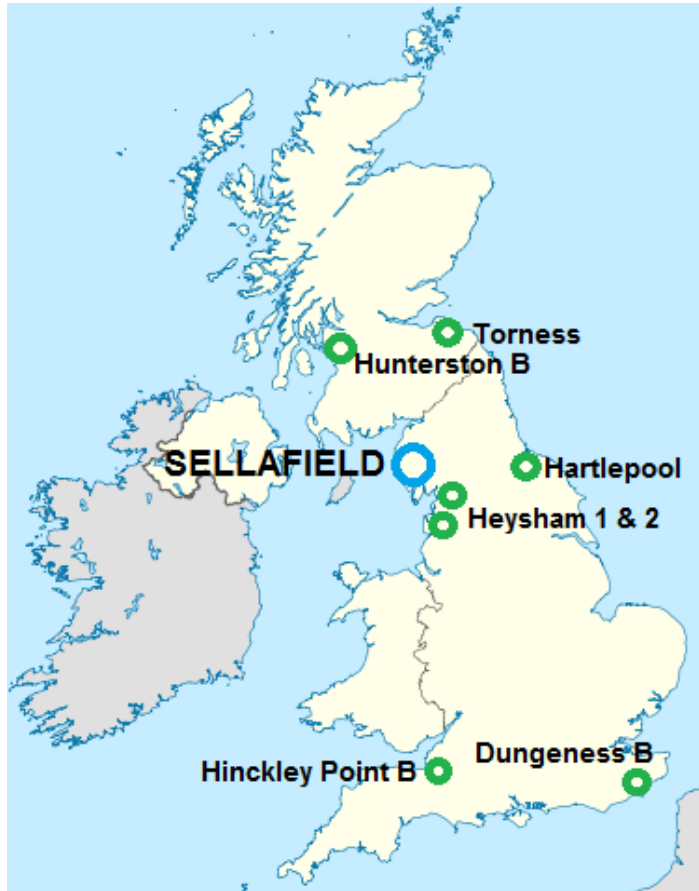 Torness
Hunterston B
SELLAFIELD
Hartlepool
Heysham 1 & 2
Dungeness B
Hinckley Point B